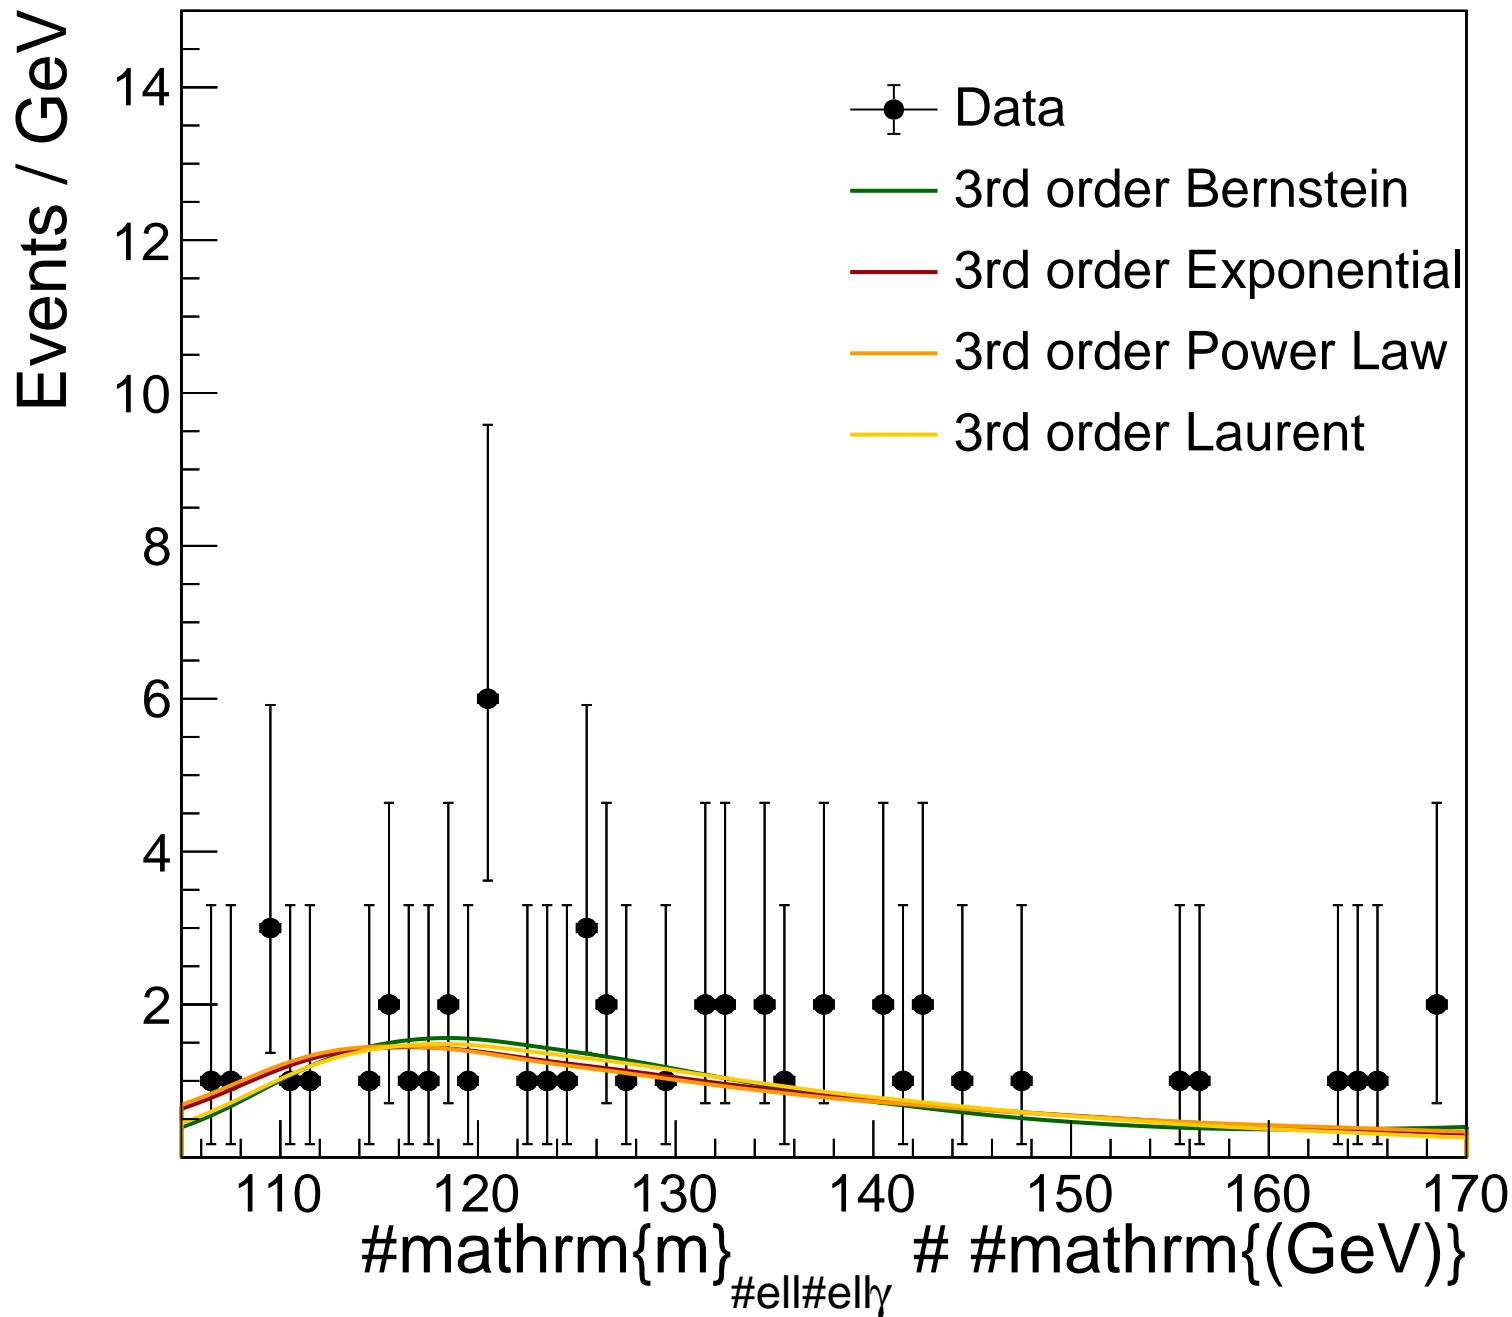 Events / GeV
14
12
10
8
6
4
2
Data
3rd order Bernstein
3rd order Exponential
3rd order Power Law
3rd order Laurent
110 120 130 140 150 160 170
#mathrm{m}#ell#ellγ # #mathrm{(GeV)}